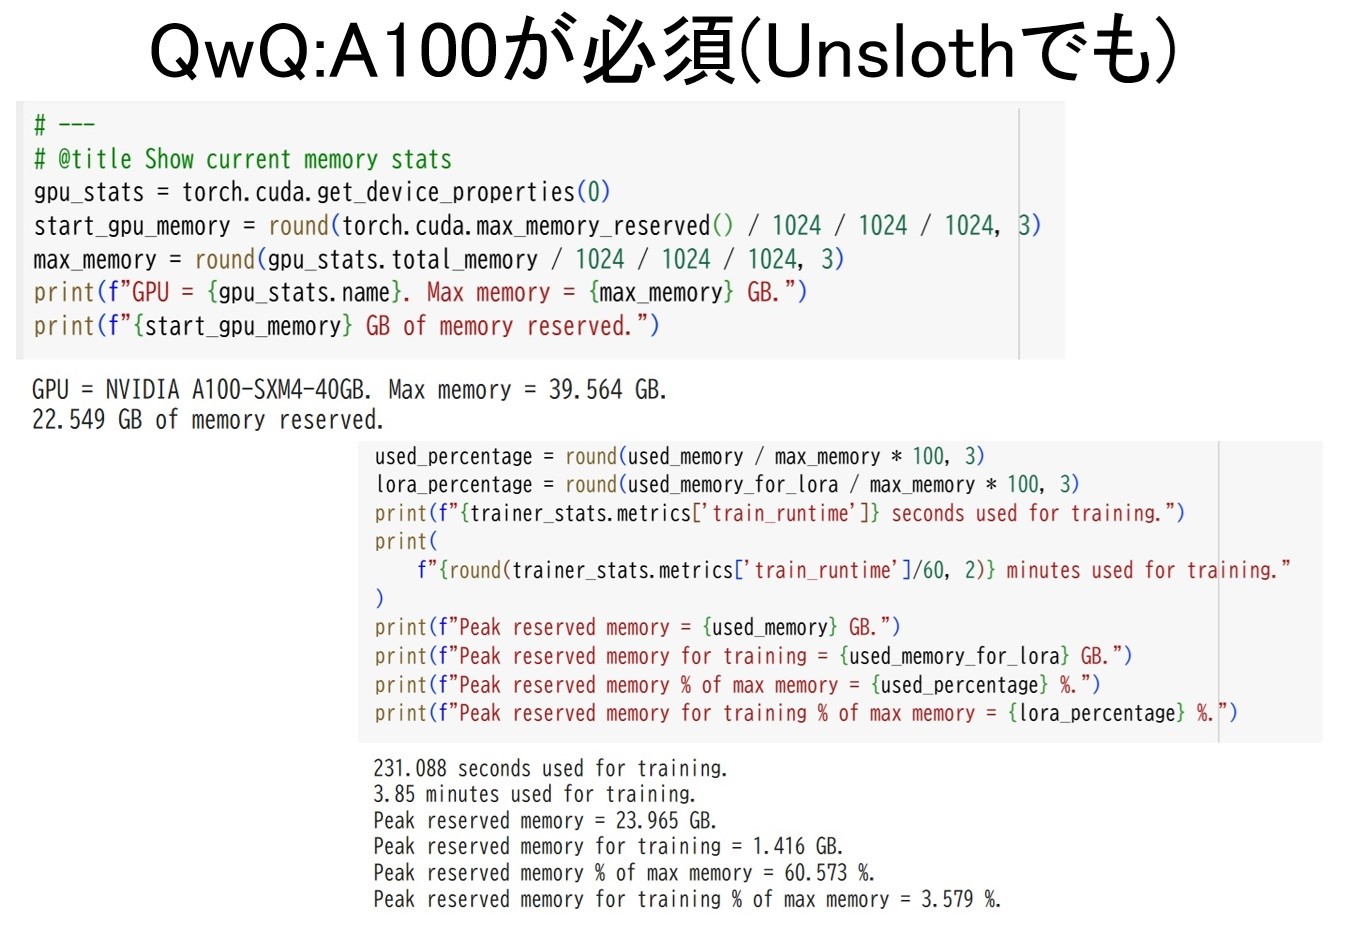 QwQ:A100が必須(Unslothでも)
# ---
# @title Show current memory stats
gpu_stats = torch.cuda.get_device_properties(0)
start_gpu_memory = round(torch.cuda.max_memory_reserved() / 1024 / 1024 / 1024, 3)
max_memory = round(gpu_stats.total_memory / 1024 / 1024 / 1024, 3)
print(f"GPU = {gpu_stats.name}. Max memory = {max_memory} GB.")
print(f"{start_gpu_memory} GB of memory reserved.")
GPU = NVIDIA A100-SXM4-40GB. Max memory = 39.564 GB.
22.549 GB of memory reserved.
used_percentage = round(used_memory / max_memory * 100, 3)
lora_percentage = round(used_memory_for_lora / max_memory * 100, 3)
print(f"{trainer_stats.metrics['train_runtime']} seconds used for training.")
print(
    f"{round(trainer_stats.metrics['train_runtime']/60, 2)} minutes used for training."
)
print(f"Peak reserved memory = {used_memory} GB.")
print(f"Peak reserved memory for training = {used_memory_for_lora} GB.")
print(f"Peak reserved memory % of max memory = {used_percentage} %.")
print(f"Peak reserved memory for training % of max memory = {lora_percentage} %.")
231.088 seconds used for training.
3.85 minutes used for training.
Peak reserved memory = 23.965 GB.
Peak reserved memory for training = 1.416 GB.
Peak reserved memory % of max memory = 60.573 %.
Peak reserved memory for training % of max memory = 3.579 %.